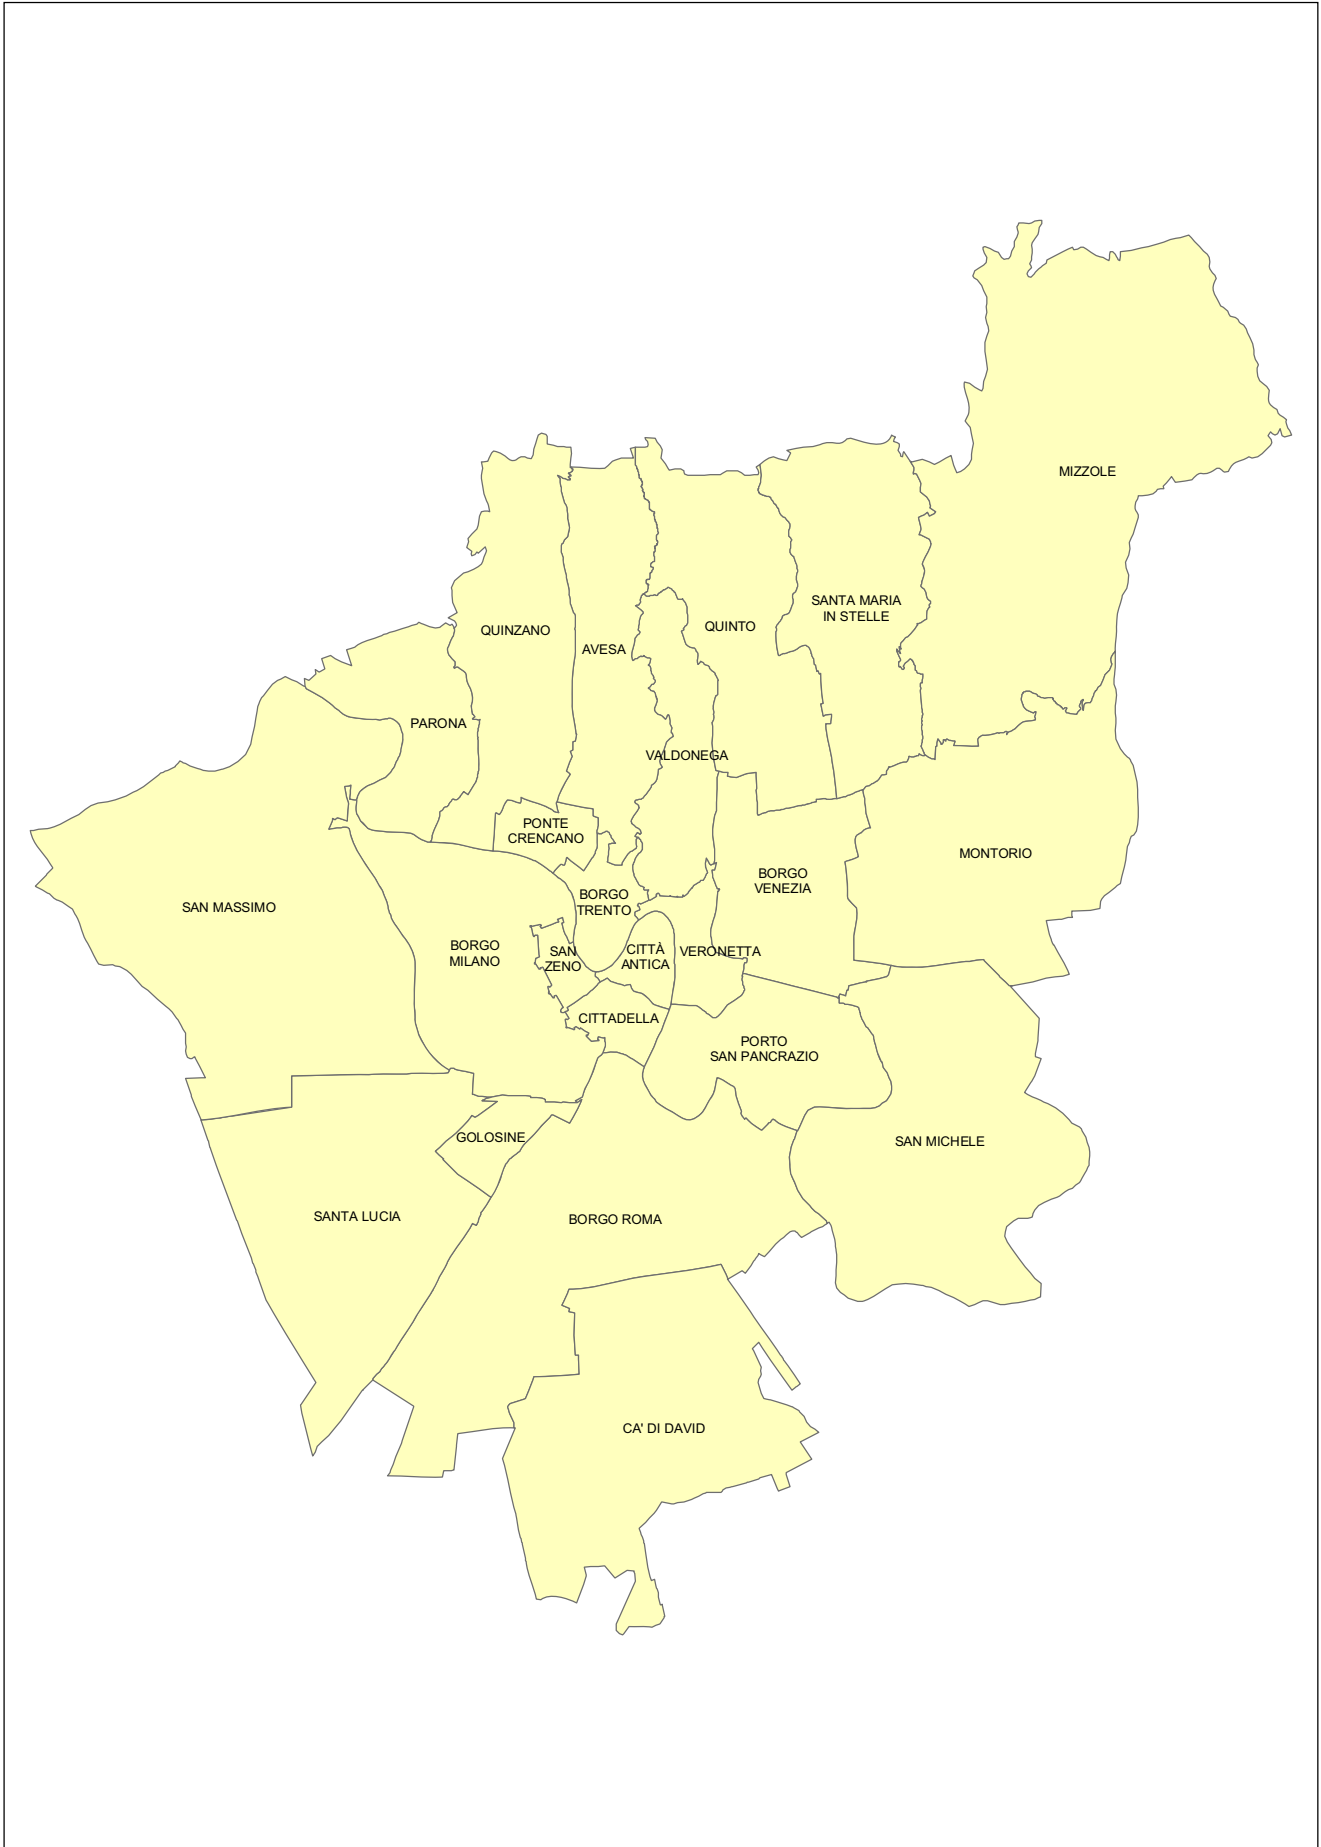 MIZZOLE
SANTA MARIA
IN STELLE
QUINTO
QUINZANO
AVESA
PARONA
VALDONEGA
PONTE
CRENCANO
MONTORIO
BORGO
VENEZIA
BORGO
TRENTO
SAN MASSIMO
BORGO
MILANO
SAN
ZENO
CITTÀ
ANTICA
VERONETTA
CITTADELLA
PORTO
SAN PANCRAZIO
GOLOSINE
SAN MICHELE
SANTA LUCIA
BORGO ROMA
CA' DI DAVID